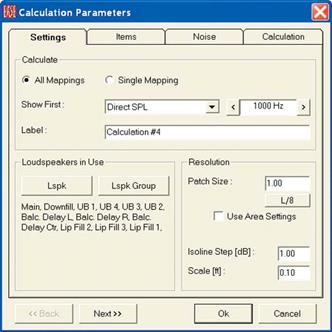 EASE Calculation Parameters
Settings Items Noise Calculation
Calculate
All Mappings Single Mapping
Show First : Direct SPL < 1000 Hz >
Label : Calculation #4
Loudspeakers in Use
Lspk Lspk Group
Main, Downfill, UB 1, UB 4, UB 3, UB 2,
Balc. Delay L, Balc. Delay R, Balc.
Delay Ctr, Lip Fill 2, Lip Fill 3, Lip Fill 1,
Resolution
Patch Size : 1.00
L/8
Use Area Settings
Isoline Step [dB] : 1.00
Scale [ft] : 0.10
<< Back Next >> Ok Cancel